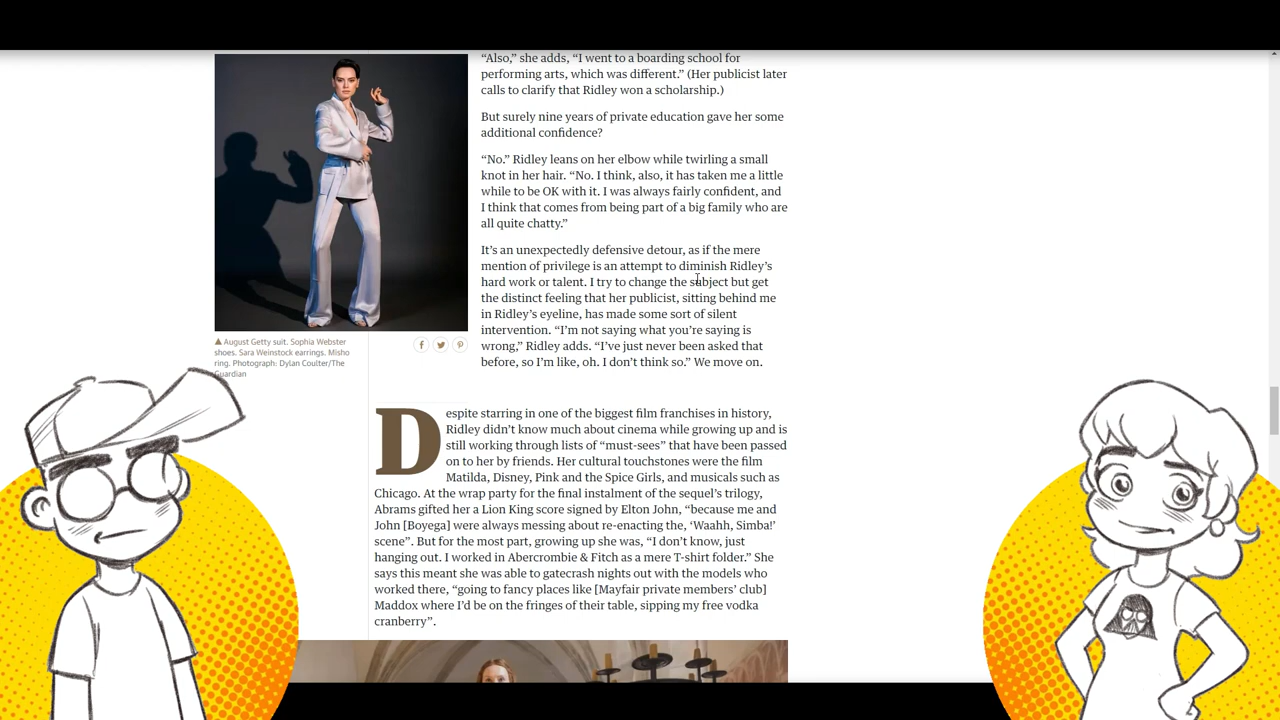 “Also,” she adds, “I went to a boarding school for
performing arts, which was different.” (Her publicist later
calls to clarify that Ridley won a scholarship.)
But surely nine years of private education gave her some
additional confidence?
“No.” Ridley leans on her elbow while twirling a small
knot in her hair. “No. I think, also, it has taken me a little
while to be OK with it. I was always fairly confident, and
I think that comes from being part of a big family who are
all quite chatty.”
It’s an unexpectedly defensive detour, as if the mere
mention of privilege is an attempt to diminish Ridley’s
hard work or talent. I try to change the subject but get
the distinct feeling that her publicist, sitting behind me
in Ridley’s eyeline, has made some sort of silent
intervention. “I’m not saying what you’re saying is
wrong,” Ridley adds. “I’ve just never been asked that
before, so I’m like, oh. I don’t think so.” We move on.
▲ August Getty suit. Sophia Webster
shoes. Sara Weinstock earrings. Misho
ring. Photograph: Dylan Coulter/The
Guardian
Despite starring in one of the biggest film franchises in history,
Ridley didn’t know much about cinema while growing up and is
still working through lists of “must-sees” that have been passed
on to her by friends. Her cultural touchstones were the film
Matilda, Disney, Pink and the Spice Girls, and musicals such as
Chicago. At the wrap party for the final instalment of the sequel’s trilogy,
Abrams gifted her a Lion King score signed by Elton John, “because me and
John [Boyega] were always messing about re-enacting the, ‘Waahh, Simba!’
scene”. But for the most part, growing up she was, “I don’t know, just
hanging out. I worked in Abercrombie & Fitch as a mere T-shirt folder.” She
says this meant she was able to gatecrash nights out with the models who
worked there, “going to fancy places like [Mayfair private members’ club]
Maddox where I’d be on the fringes of their table, sipping my free vodka
cranberry”.